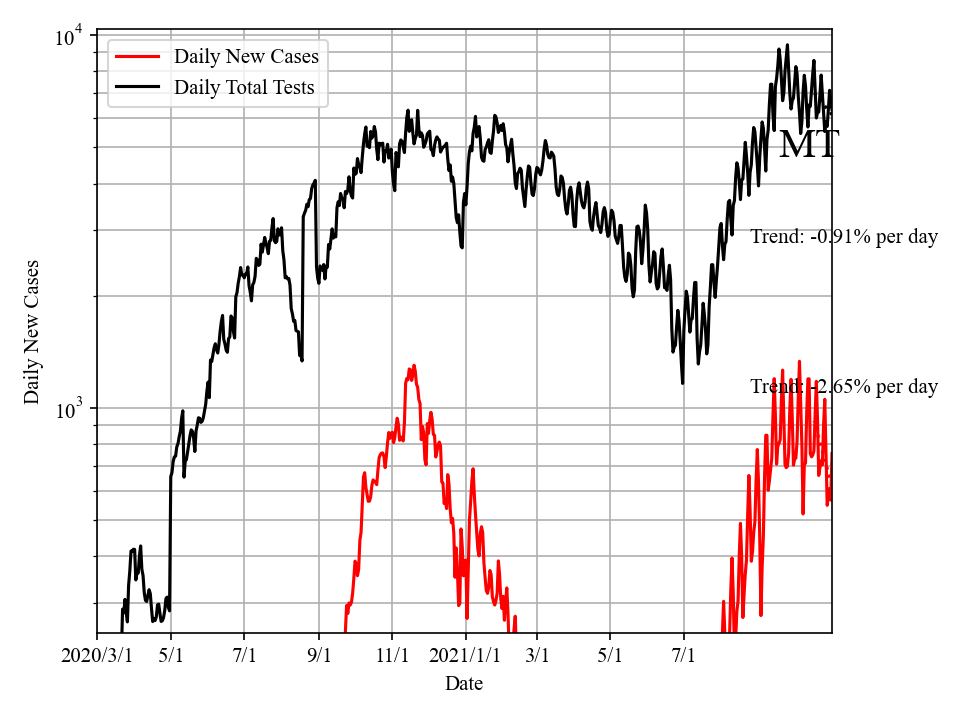 10^4
Daily New Cases
Daily Total Tests
MT
Trend: -0.91% per day
Trend: -2.65% per day
10^3
Daily New Cases
2020/3/1 5/1 7/1 9/1 11/1 2021/1/1 3/1 5/1 7/1
Date